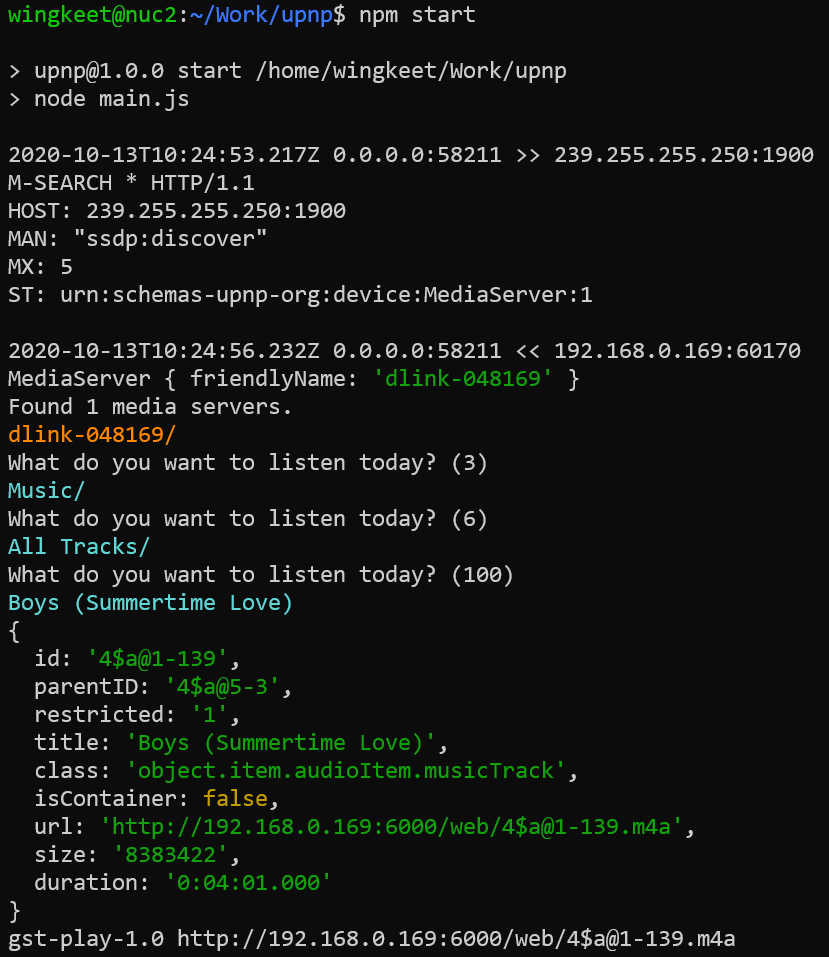 wingkeet@nuc2:~/Work/upnp$ npm start
> upnp@1.0.0 start /home/wingkeet/Work/upnp
> node main.js
2020-10-13T10:24:53.217Z 0.0.0.0:58211 >> 239.255.255.250:1900
M-SEARCH * HTTP/1.1
HOST: 239.255.255.250:1900
MAN: "ssdp:discover"
MX: 5
ST: urn:schemas-upnp-org:device:MediaServer:1
2020-10-13T10:24:56.232Z 0.0.0.0:58211 << 192.168.0.169:60170
MediaServer { friendlyName: 'dlink-048169' }
Found 1 media servers.
dlink-048169/
What do you want to listen today? (3)
Music/
What do you want to listen today? (6)
All Tracks/
What do you want to listen today? (100)
Boys (Summertime Love)
{
  id: '4$a@1-139',
  parentID: '4$a@5-3',
  restricted: '1',
  title: 'Boys (Summertime Love)',
  class: 'object.item.audioItem.musicTrack',
  isContainer: false,
  url: 'http://192.168.0.169:6000/web/4$a@1-139.m4a',
  size: '8383422',
  duration: '0:04:01.000'
}
gst-play-1.0 http://192.168.0.169:6000/web/4$a@1-139.m4a